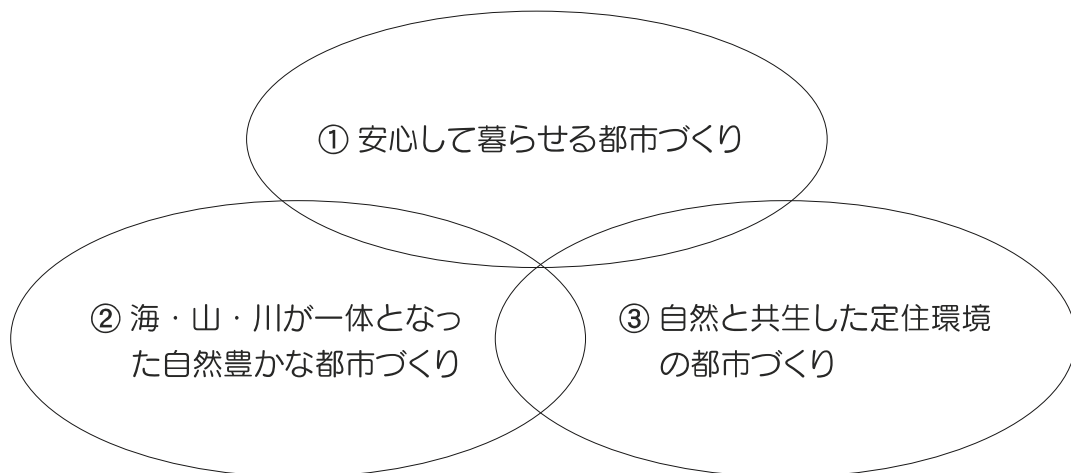 ① 安心して暮らせる都市づくり
② 海・山・川が一体となっ
た自然豊かな都市づくり
③ 自然と共生した定住環境
の都市づくり